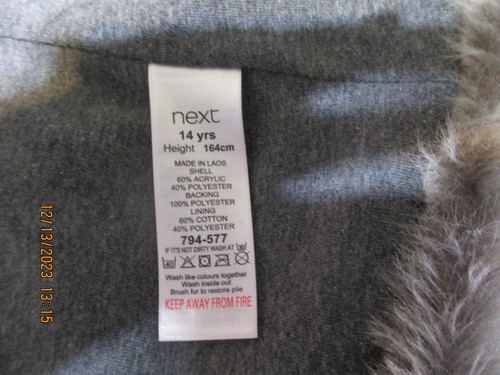 next
14 yrs
Height 164cm
MADE IN LAOS
SHELL
60% ACRYLIC
40% POLYESTER
BACKING
100% POLYESTER
LINING
60% COTTON
40% POLYESTER
794-577
IF IT'S NOT DIRTY WASH AT 30
40
Wash like colours together
Wash inside out
Brush fur to restore pile
KEEP AWAY FROM FIRE
12/13/2023 13:15